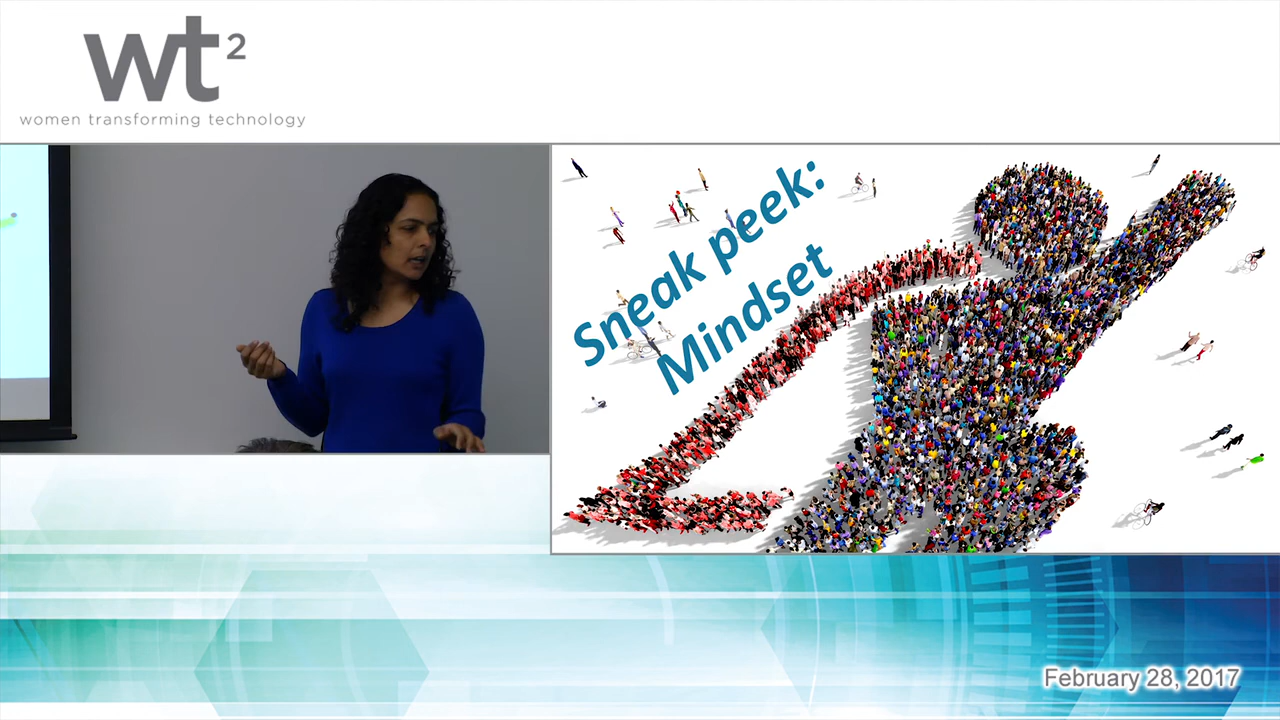 wt2
women transforming technology
Sneak peek:
Mindset
February 28, 2017